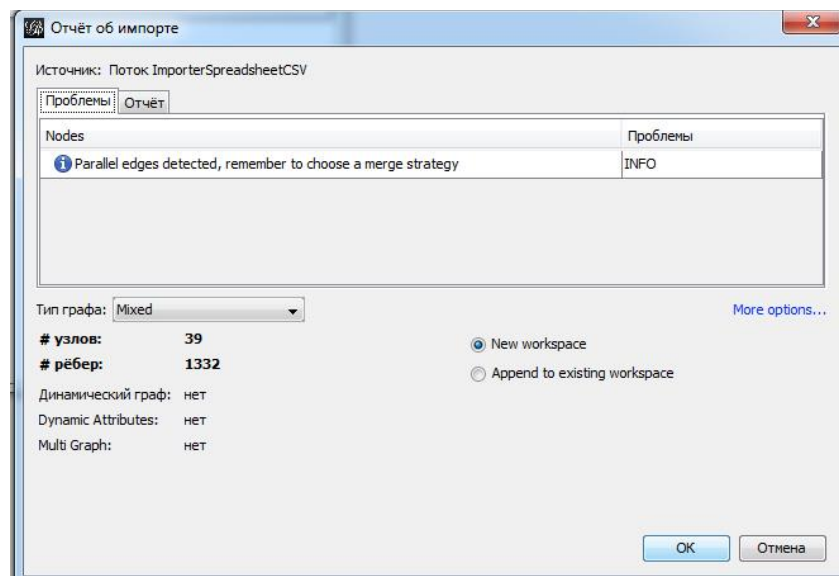 Отчёт об импорте
Источник: Поток ImporterSpreadsheetCSV
Проблемы Отчёт
Nodes Проблемы
Parallel edges detected, remember to choose a merge strategy INFO
Тип графа: Mixed More options...
# узлов: 39
# рёбер: 1332
Динамический граф: нет
Dynamic Attributes: нет
Multi Graph: нет
New workspace
Append to existing workspace
OK Отмена